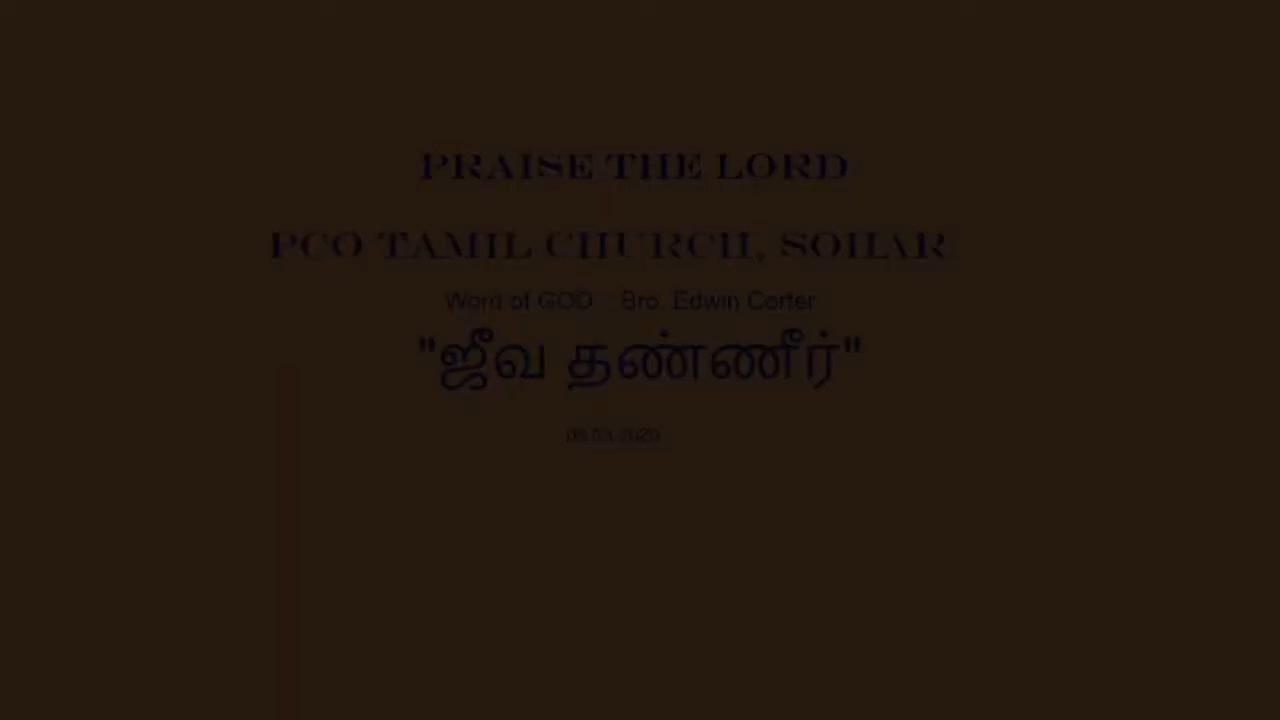 PRAISE THE LORD
PCO TAMIL CHURCH, SOHAR
Word of GOD : Bro. Edwin Corter
"ஜீவ தண்ணீர்"